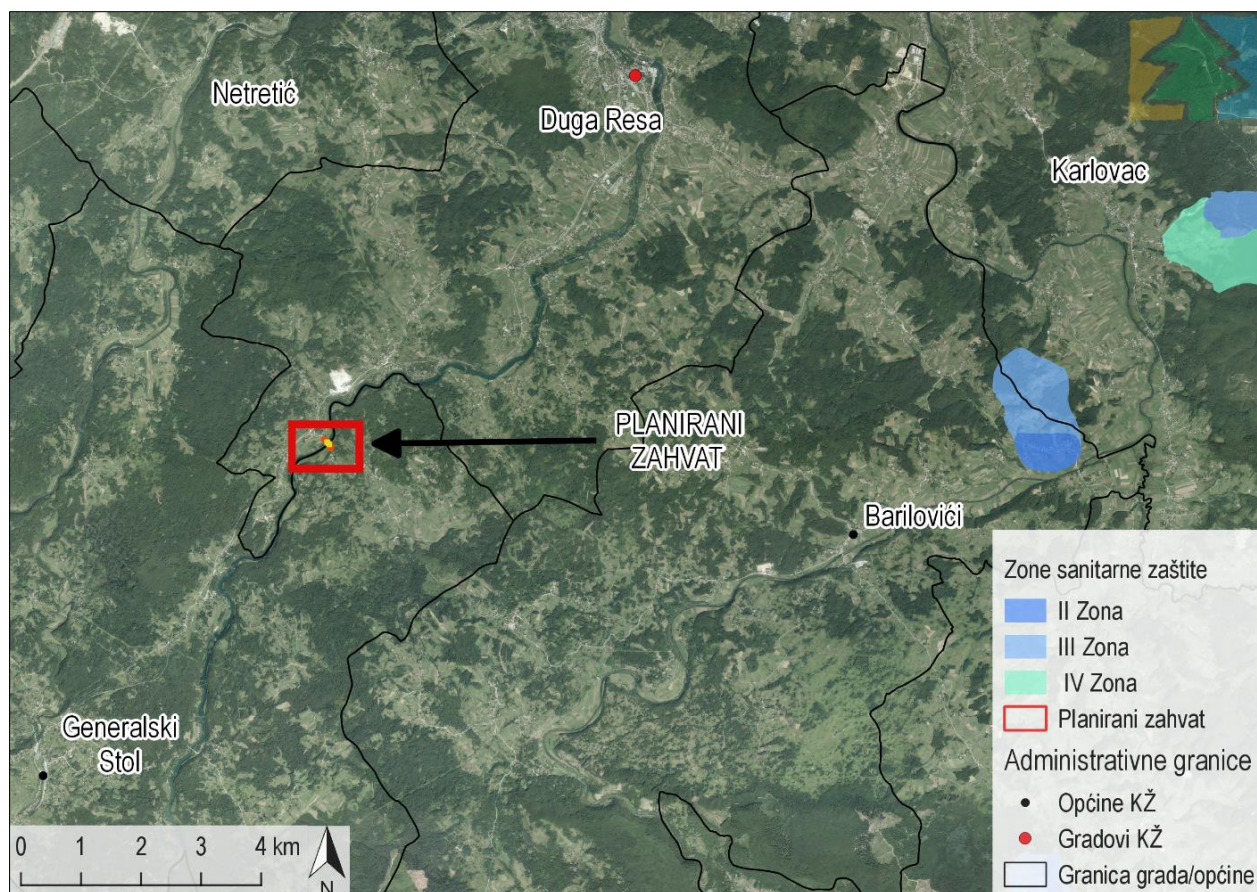 Netretić
Duga Resa
Karlovac
PLANIRANI
ZAHVAT
Barilovići
Generalski
Stol
Zone sanitarne zaštite
II Zona
III Zona
IV Zona
Planirani zahvat
Administrativne granice
Općine KŽ
Gradovi KŽ
Granica grada/općine
0 1 2 3 4 km
N